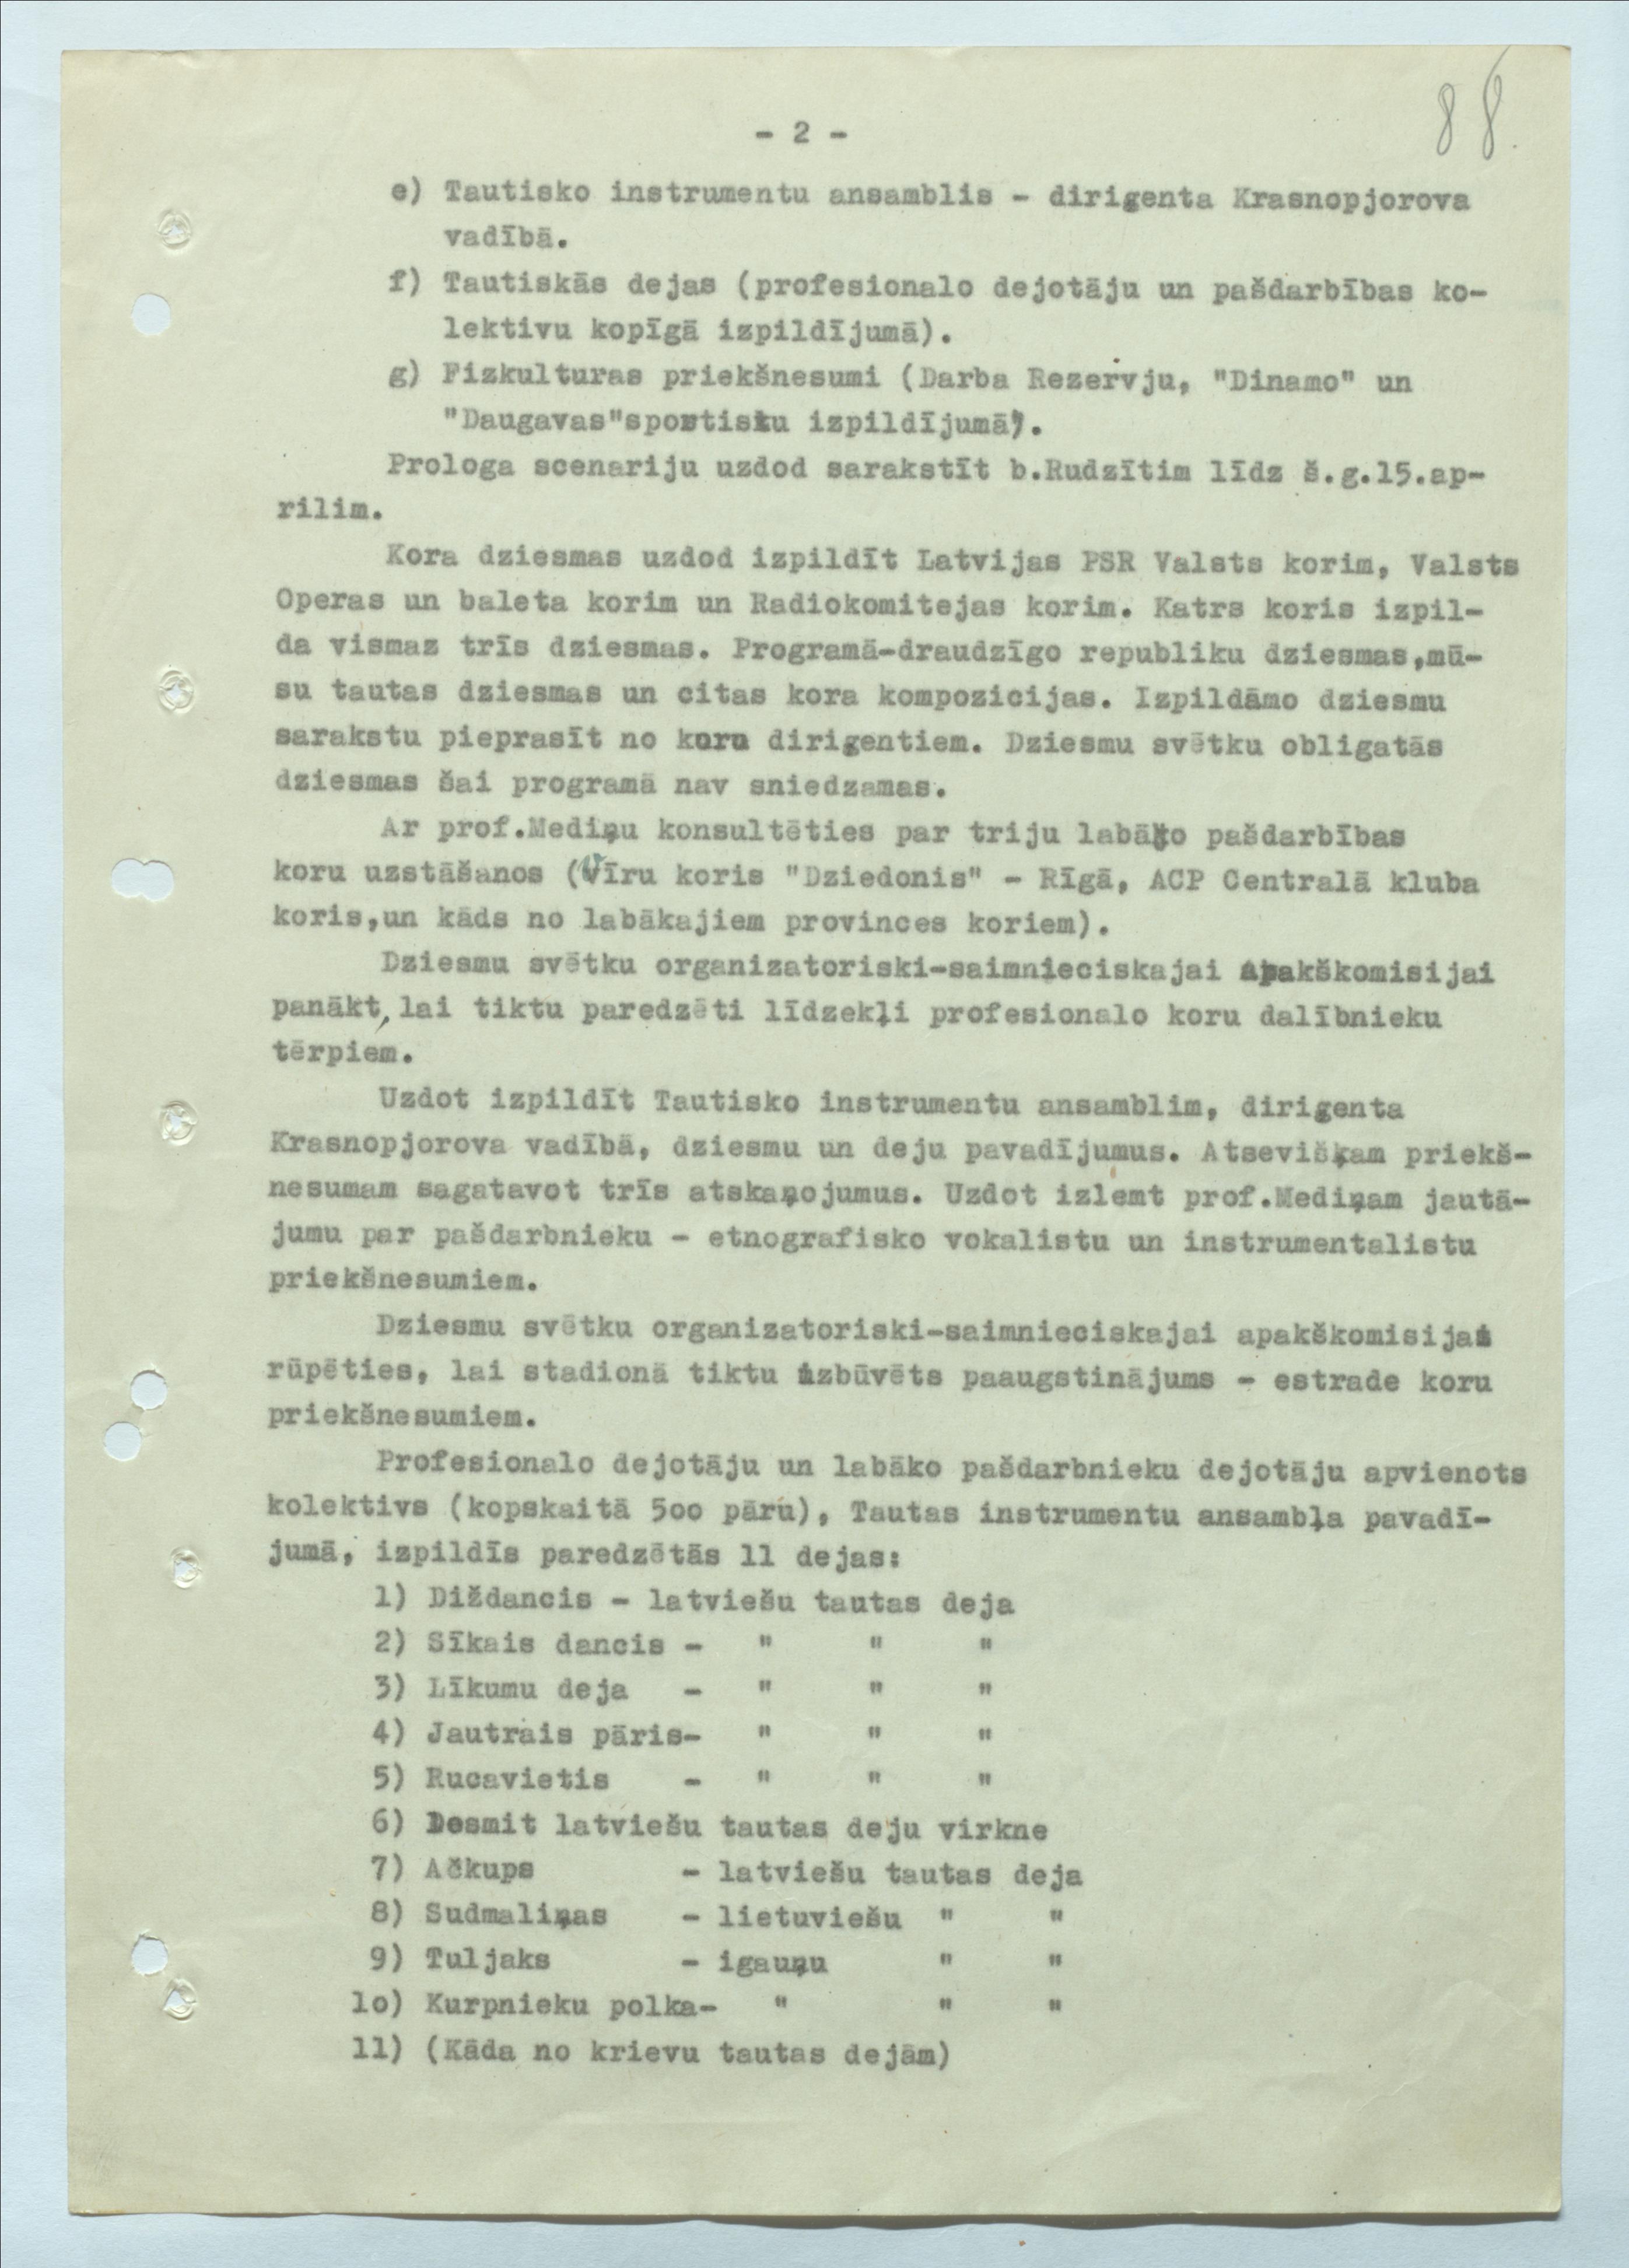 88.
- 2 -
e) Tautisko instrumentu ansamblis - dirigenta Krasnopjorova
vadībā.
f) Tautiskās dejas (profesionalo dejotāju un pašdarbības ko-
lektivu kopīgā izpildījumā).
g) Fizkulturas priekšnesumi (Darba Rezervju, "Dinamo" un
"Daugavas"sportistu izpildījumā).
Prologa scenariju uzdod sarakstīt b.Rudzītim līdz š.g.15.ap-
rilim.
Kora dziesmas uzdod izpildīt Latvijas PSR Valsts korim, Valsts
Operas un baleta korim un Radiokomitejas korim. Katrs koris izpil-
da vismaz trīs dziesmas. Programā-draudzīgo republiku dziesmas,mū-
su tautas dziesmas un citas kora kompozicijas. Izpildāmo dziesmu
sarakstu pieprasīt no koru dirigentiem. Dziesmu svētku obligatās
dziesmas šai programā nav sniedzamas.
Ar prof.Mediņu konsultēties par triju labāko pašdarbības
koru uzstāšanos (Vīru koris "Dziedonis" - Rīgā, ACP Centralā kluba
koris,un kāds no labākajiem provinces koriem).
Dziesmu svētku organizatoriski-saimnieciskajai apakškomisijai
panākt, lai tiktu paredzēti līdzekļi profesionalo koru dalībnieku
tērpiem.
Uzdot izpildīt Tautisko instrumentu ansamblim, dirigenta
Krasnopjorova vadībā, dziesmu un deju pavadījumus. Atsevišķam priekš-
nesumam sagatavot trīs atskaņojumus. Uzdot izlemt prof.Mediņam jautā-
jumu par pašdarbnieku - etnografisko vokalistu un instrumentalistu
priekšnesumiem.
Dziesmu svētku organizatoriski-saimnieciskajai apakškomisijai
rūpēties, lai stadionā tiktu izbūvēts paaugstinājums - estrade koru
priekšnesumiem.
Profesionalo dejotāju un labāko pašdarbnieku dejotāju apvienots
kolektivs (kopskaitā 5oo pāru), Tautas instrumentu ansambļa pavadī-
jumā, izpildīs paredzētās 11 dejas:
1) Diždancis - latviešu tautas deja
2) Sīkais dancis - " " "
3) Līkumu deja - " " "
4) Jautrais pāris- " " "
5) Rucavietis - " " "
6) Desmit latviešu tautas deju virkne
7) Ačkups - latviešu tautas deja
8) Sudmaliņas - lietuviešu " "
9) Tuljaks - igauņu " "
1o) Kurpnieku polka- " " "
11) (Kāda no krievu tautas dejām)